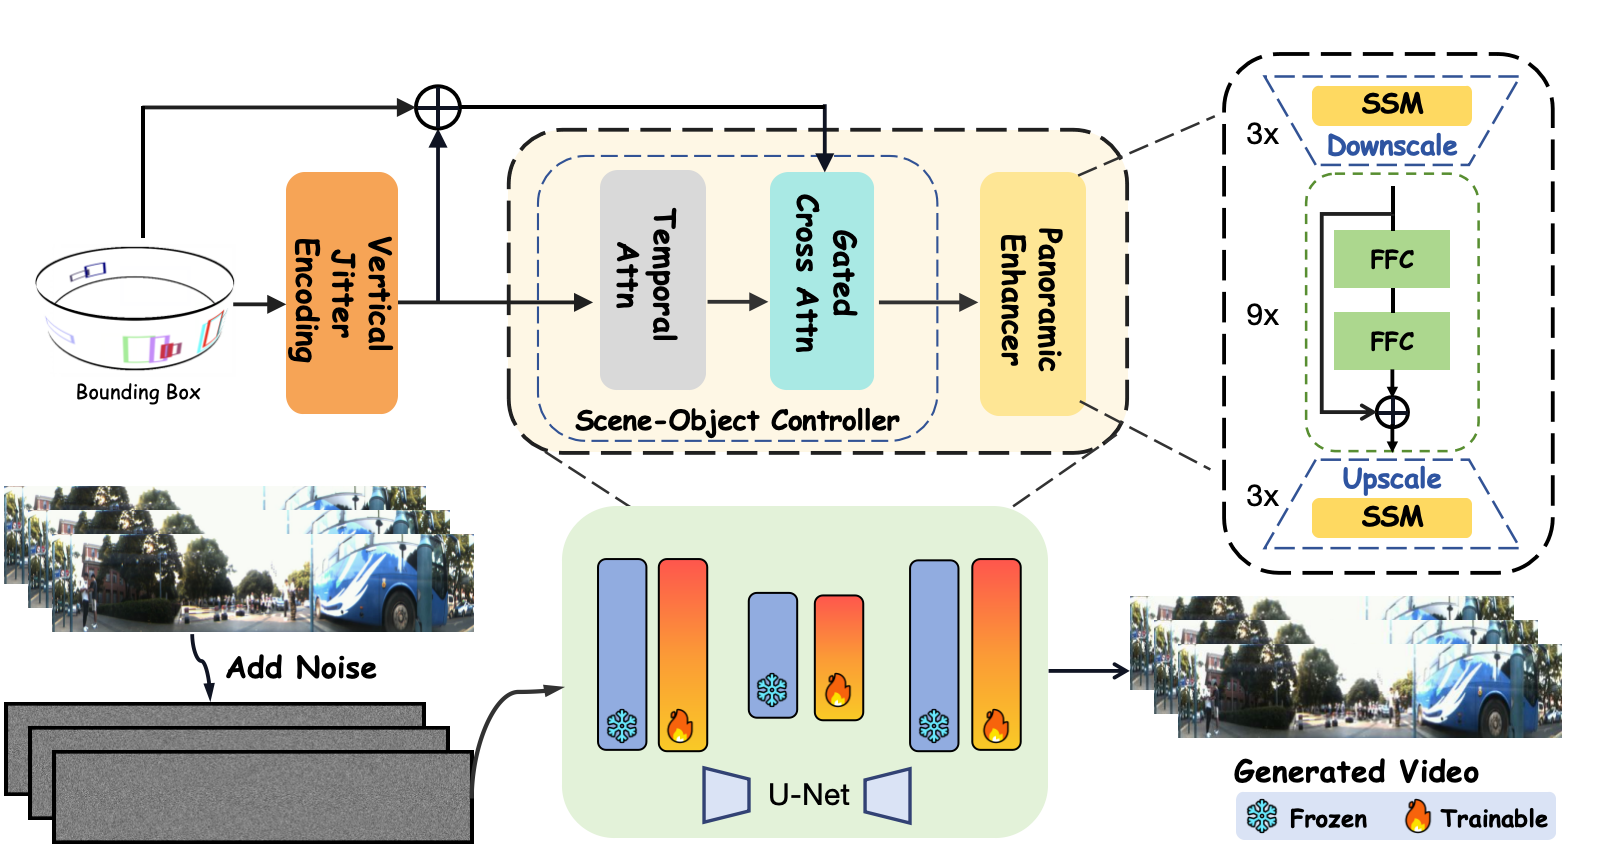 SSM
3x
Downscale
Vertical
Jitter
Encoding
Temporal
Attn
Gated
Cross Attn
Panoramic
Enhancer
FFC
9x
FFC
Bounding Box
Scene-Object Controller
Upscale
3x
SSM
Add Noise
U-Net
Generated Video
Frozen
Trainable